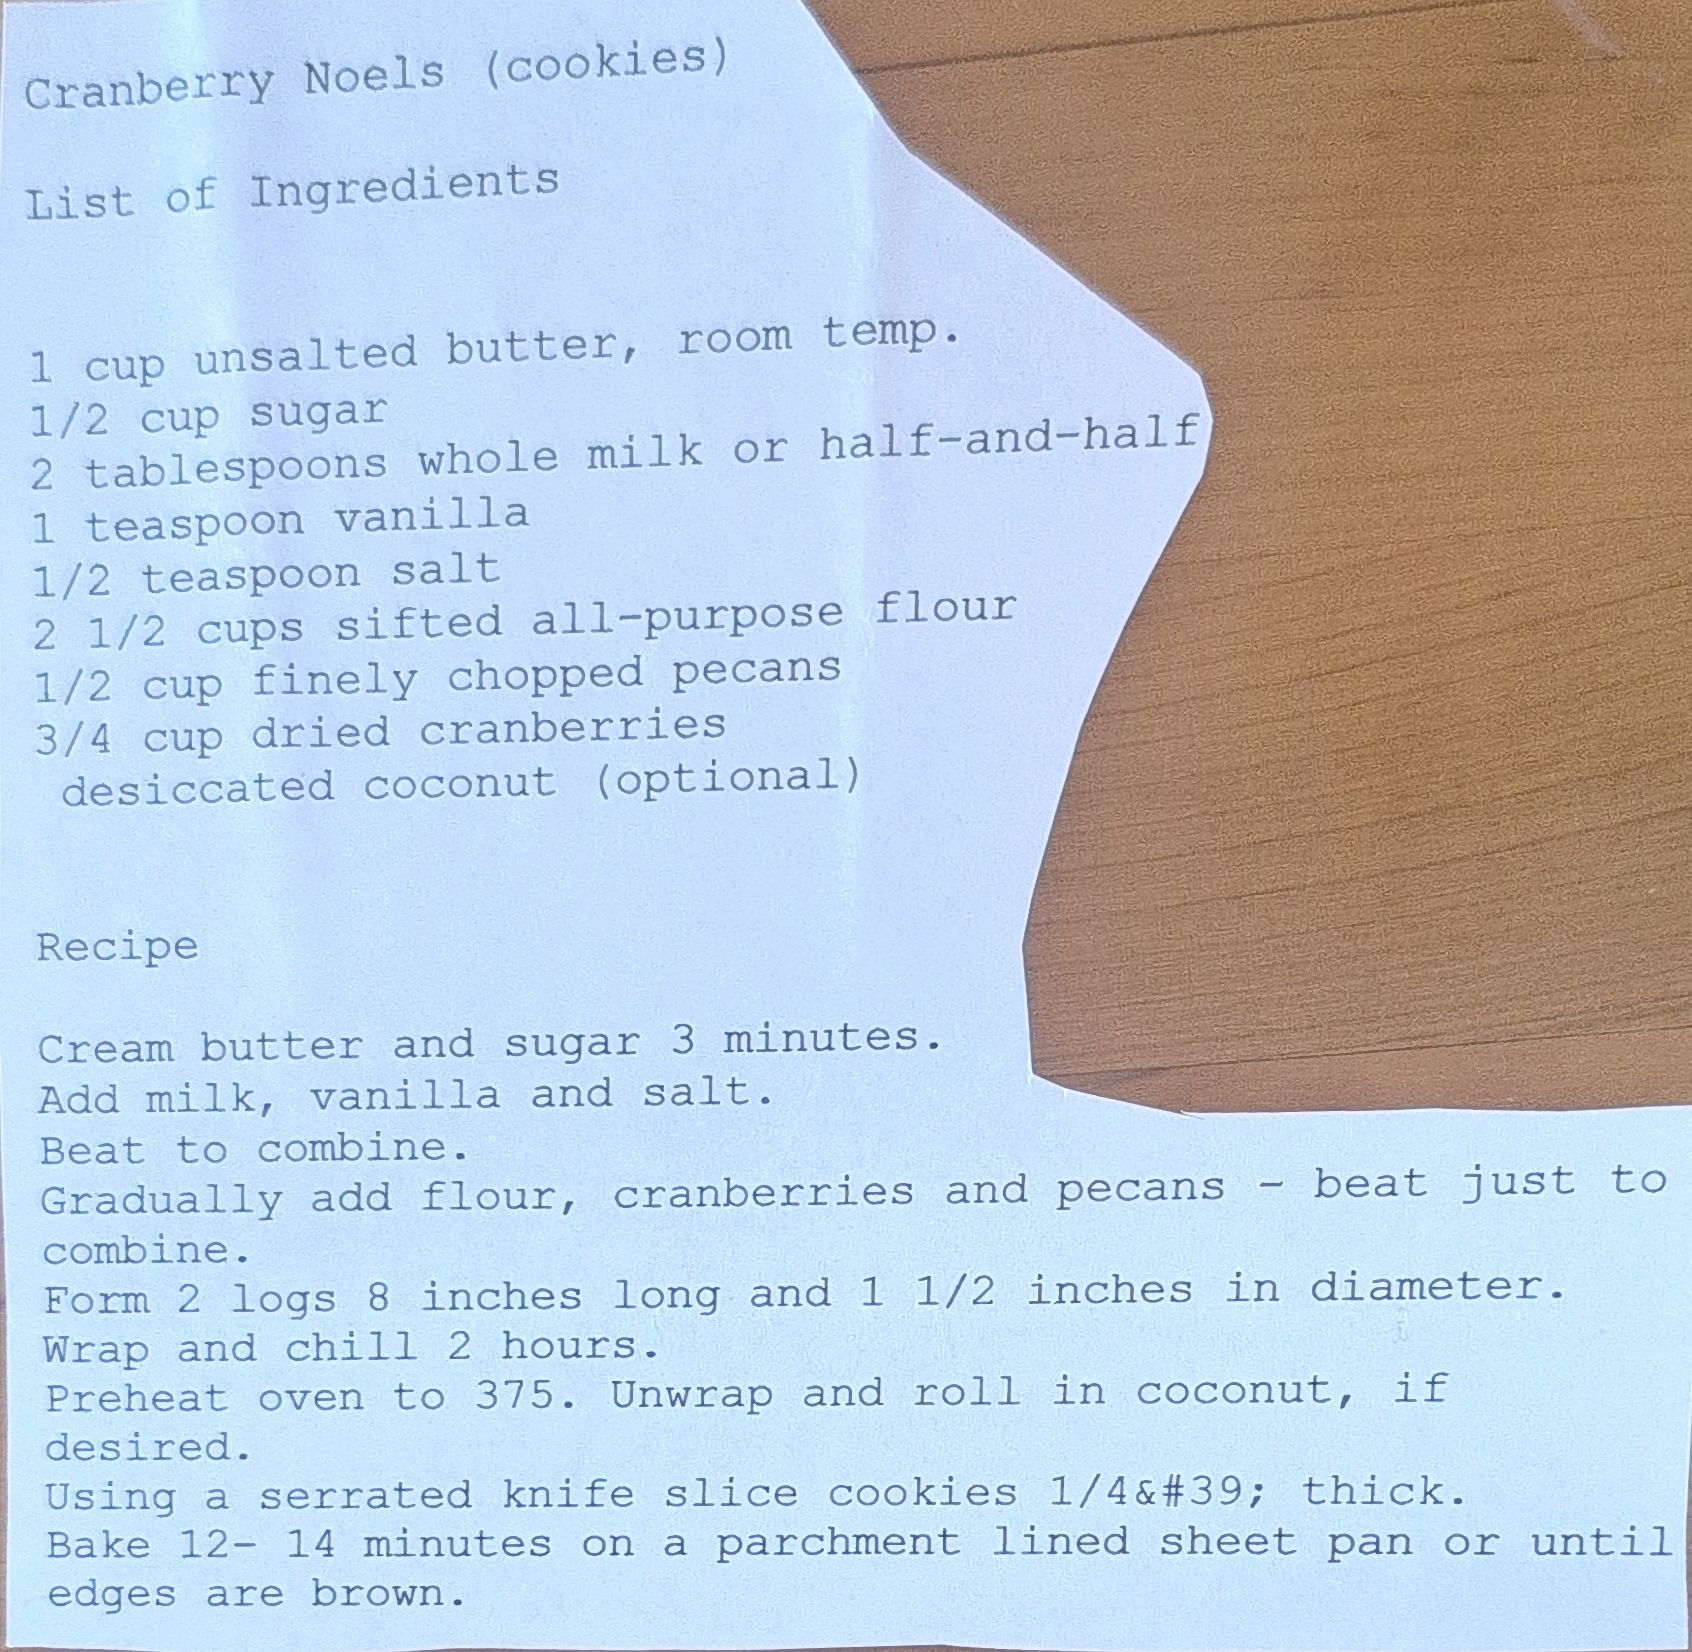 Cranberry Noels (cookies)
List of Ingredients
1 cup unsalted butter, room temp.
1/2 cup sugar
2 tablespoons whole milk or half-and-half
1 teaspoon vanilla
1/2 teaspoon salt
2 1/2 cups sifted all-purpose flour
1/2 cup finely chopped pecans
3/4 cup dried cranberries
desiccated coconut (optional)
Recipe
Cream butter and sugar 3 minutes.
Add milk, vanilla and salt.
Beat to combine.
Gradually add flour, cranberries and pecans - beat just to
combine.
Form 2 logs 8 inches long and 1 1/2 inches in diameter.
Wrap and chill 2 hours.
Preheat oven to 375. Unwrap and roll in coconut, if
desired.
Using a serrated knife slice cookies 1/4&#39; thick.
Bake 12- 14 minutes on a parchment lined sheet pan or until
edges are brown.